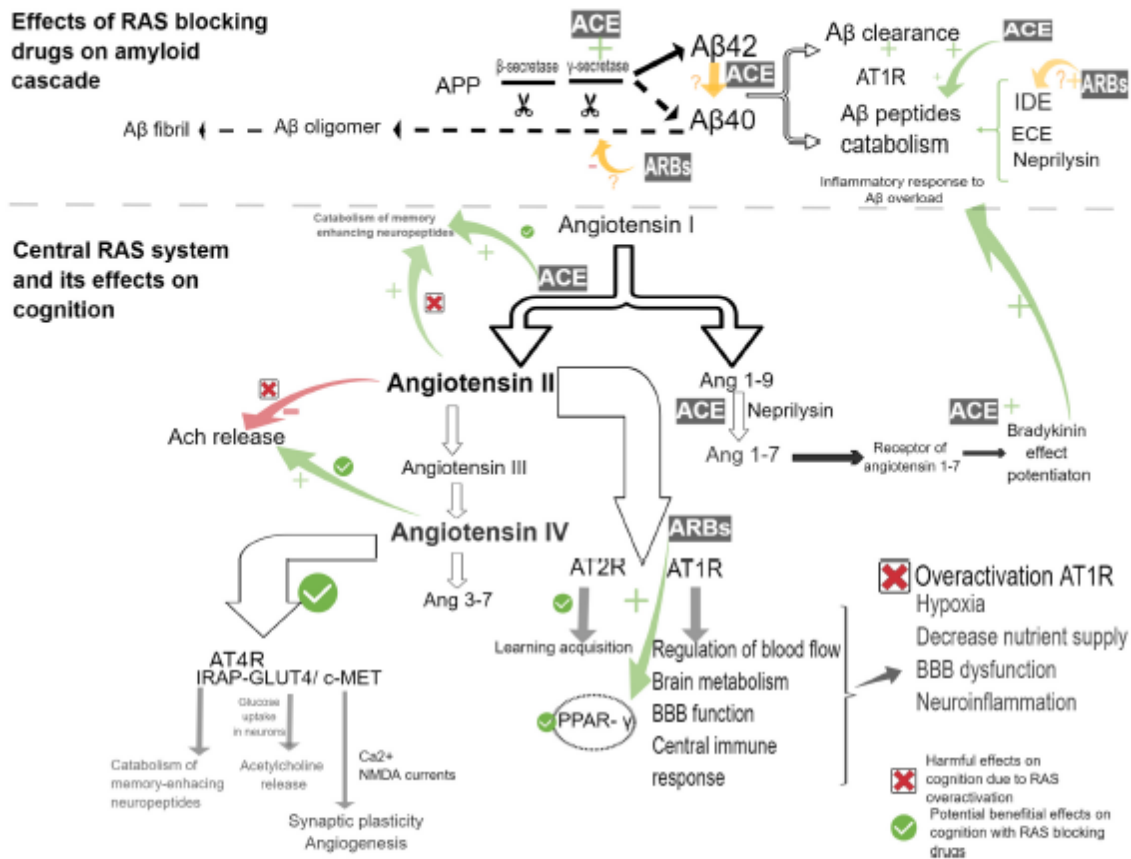 Effects of RAS blocking
drugs on amyloid
cascade
ACE
+
β-secretase
γ-secretase
APP
Aβ42
?
ACE
Aβ40
Aβ oligomer
Aβ fibril
-
?
ARBs
Aβ clearance
+
+
AT1R
+
ACE
Aβ peptides
catabolism
?+
ARBs
IDE
ECE
Neprilysin
Inflammatory response to
Aβ overload
Central RAS system
and its effects on
cognition
Catabolism of memory
enhancing neuropeptides
+
ACE
+
Angiotensin I
Angiotensin II
-
Ach release
+
Angiotensin III
Angiotensin IV
Ang 3-7
Ang 1-9
ACE
Neprilysin
Ang 1-7
Receptor of
angiotensin 1-7
ACE
+
Bradykinin
effect
potentiaton
+
ARBs
AT2R
AT1R
+
Learning acquisition
PPAR- γ
Regulation of blood flow
Brain metabolism
BBB function
Central immune
response
Overactivation AT1R
Hypoxia
Decrease nutrient supply
BBB dysfunction
Neuroinflammation
AT4R
IRAP-GLUT4/ c-MET
Glucose
uptake
in neurons
Catabolism of
memory-enhacing
neuropeptides
Acetylcholine
release
Ca2+
NMDA currents
Synaptic plasticity
Angiogenesis
Harmful effects on
cognition due to RAS
overactivation
Potential benefitial effects on
cognition with RAS blocking
drugs